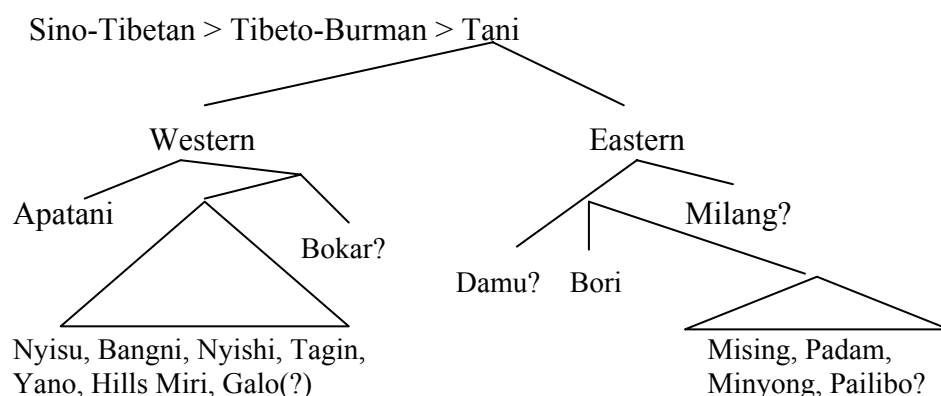 Sino-Tibetan > Tibeto-Burman > Tani
Western
Eastern
Apatani
Milang?
Bokar?
Damu?
Bori
Nyisu, Bangni, Nyishi, Tagin,
Yano, Hills Miri, Galo(?)
Mising, Padam,
Minyong, Pailibo?